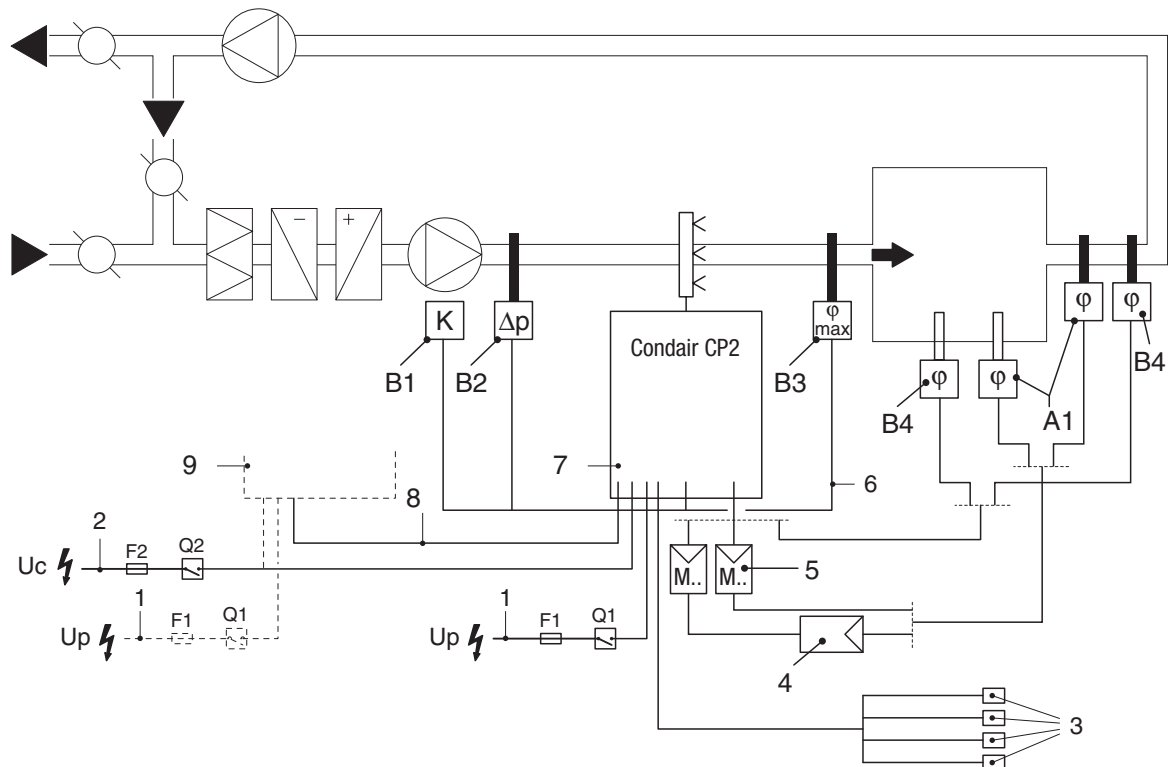 − +
K
Δp
φ
max
φ
φ
Condair CP2
B1
B2
B3
B4
φ
φ
B4
A1
9
7
6
8
2
F2
Q2
Uc
M..
M..
5
1
F1
Q1
Up
1
F1
Q1
Up
4
3